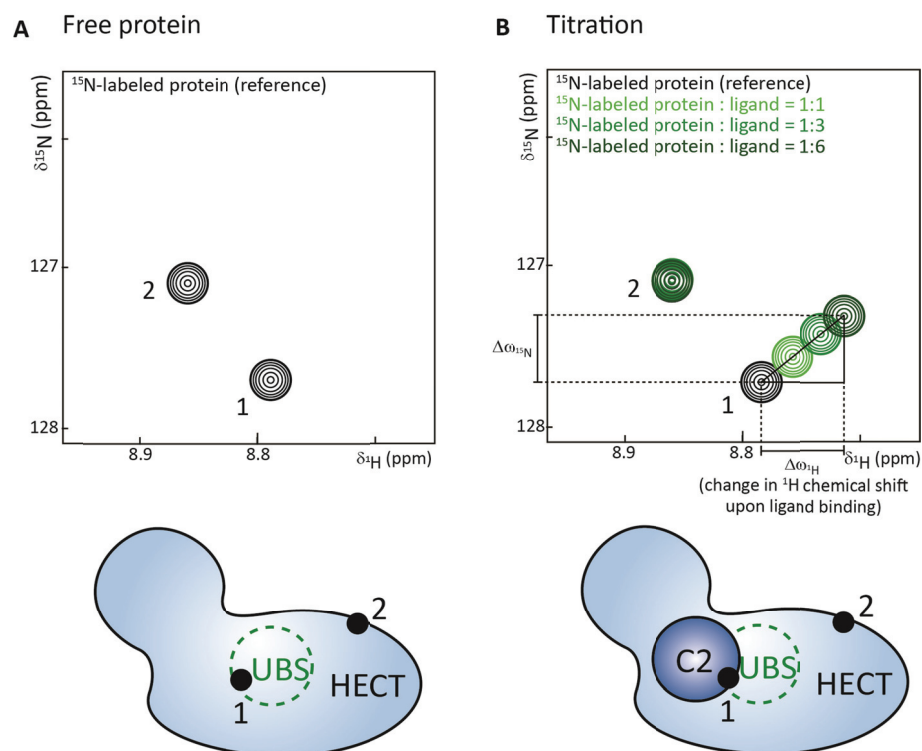 A Free protein
¹⁵N-labeled protein (reference)
δ¹⁵N (ppm)
127
2
1
128
8.9
8.8
δ¹H (ppm)
UBS
HECT
1
2
B Titration
¹⁵N-labeled protein (reference)
¹⁵N-labeled protein : ligand = 1:1
¹⁵N-labeled protein : ligand = 1:3
¹⁵N-labeled protein : ligand = 1:6
δ¹⁵N (ppm)
127
2
Δω¹⁵N
1
128
8.9
8.8
δ¹H (ppm)
Δω¹H
(change in ¹H chemical shift
upon ligand binding)
2
C2
UBS
HECT
1